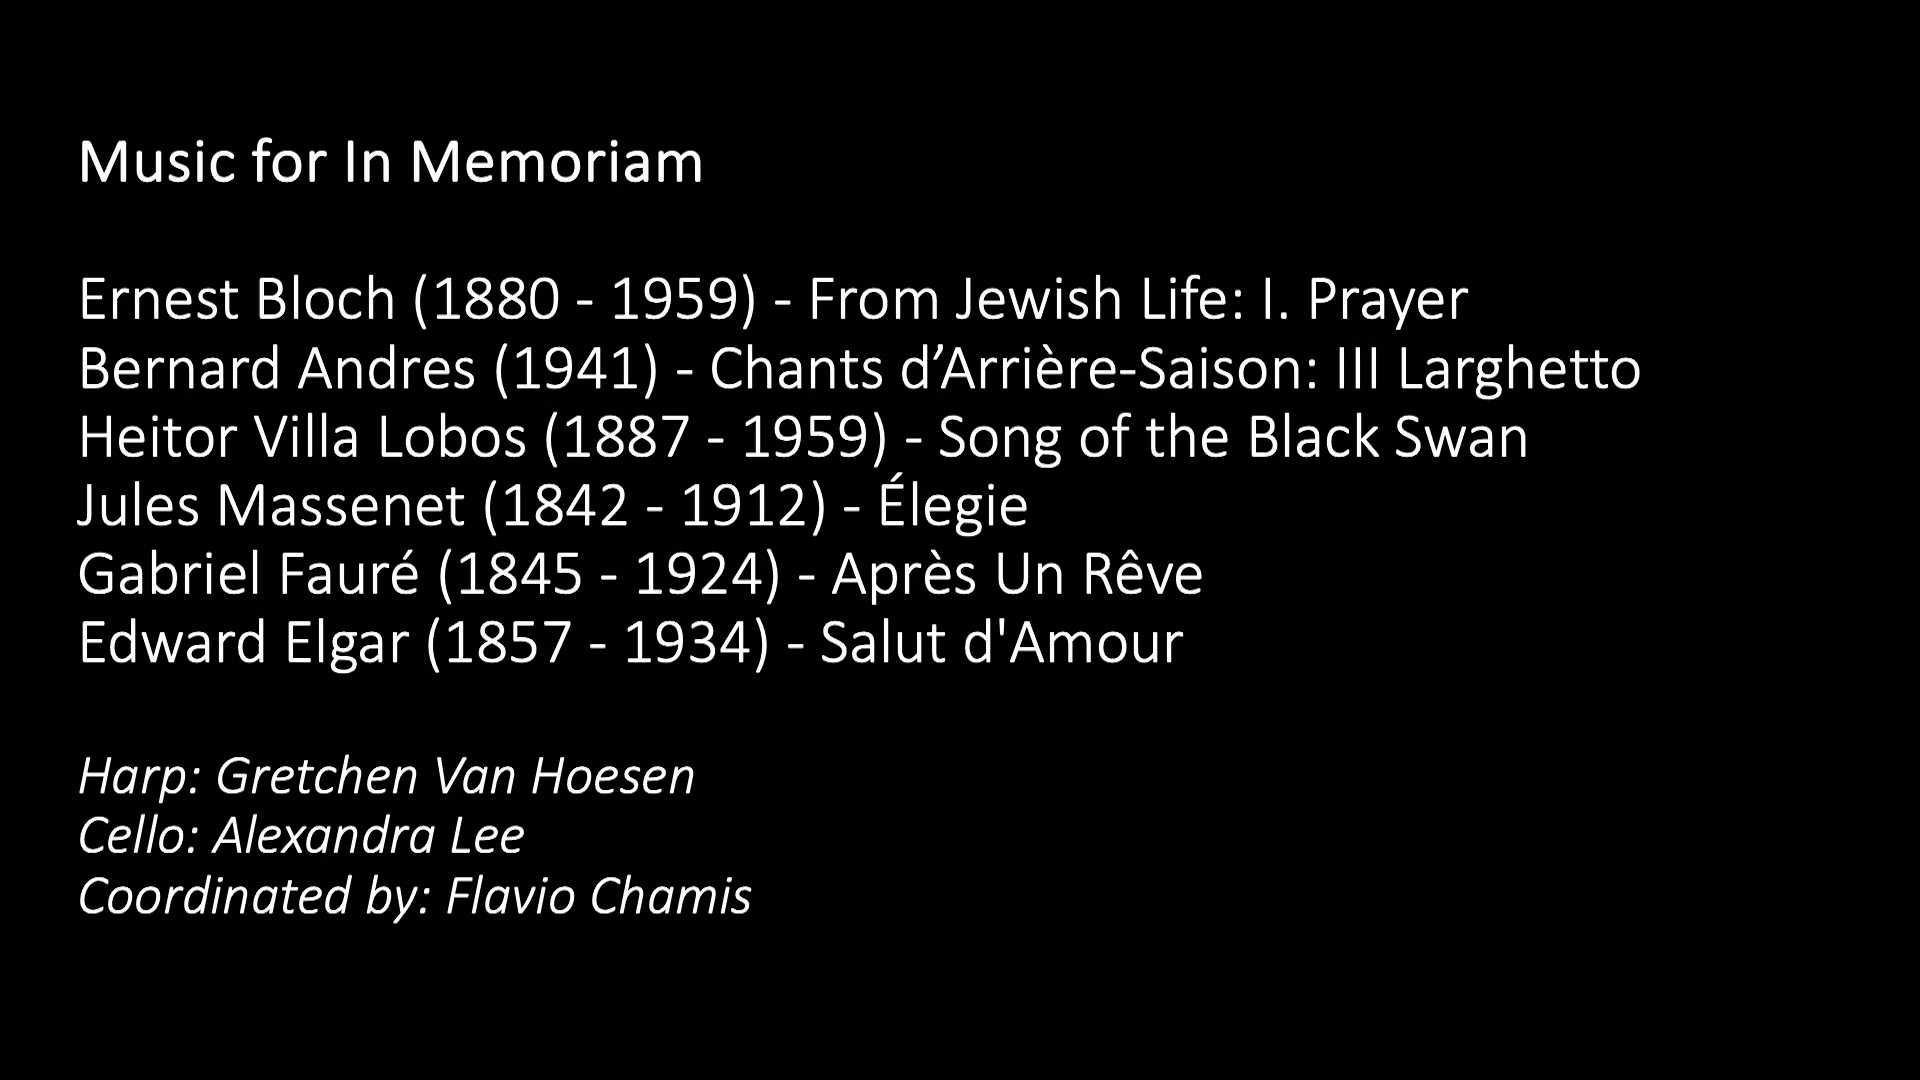 Music for In Memoriam
Ernest Bloch (1880 - 1959) - From Jewish Life: I. Prayer
Bernard Andres (1941) - Chants d’Arrière-Saison: III Larghetto
Heitor Villa Lobos (1887 - 1959) - Song of the Black Swan
Jules Massenet (1842 - 1912) - Élegie
Gabriel Fauré (1845 - 1924) - Après Un Rêve
Edward Elgar (1857 - 1934) - Salut d'Amour
Harp: Gretchen Van Hoesen
Cello: Alexandra Lee
Coordinated by: Flavio Chamis